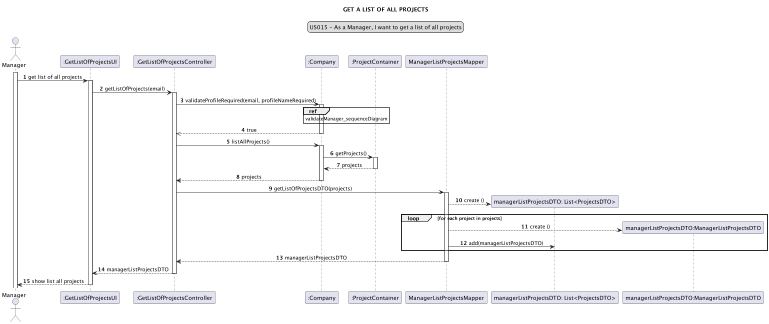 GET A LIST OF ALL PROJECTS
US015 - As a Manager, I want to get a list of all projects
Manager
:GetListOfProjectsUI
:GetListOfProjectsController
:Company
:ProjectContainer
ManagerListProjectsMapper
1 get list of all projects
2 getListOfProjects(email)
3 validateProfileRequired(email, profileNameRequired)
ref
validateManager_sequenceDiagram
4 true
5 listAllProjects()
6 getProjects()
7 projects
8 projects
9 getListOfProjectsDTO(projects)
10 create ()
managerListProjectsDTO: List<ProjectsDTO>
loop [for each project in projects]
11 create ()
managerListProjectsDTO:ManagerListProjectsDTO
12 add(managerListProjectsDTO)
13 managerListProjectsDTO
14 managerListProjectsDTO
15 show list all projects
Manager
:GetListOfProjectsUI
:GetListOfProjectsController
:Company
:ProjectContainer
ManagerListProjectsMapper
managerListProjectsDTO: List<ProjectsDTO>
managerListProjectsDTO:ManagerListProjectsDTO